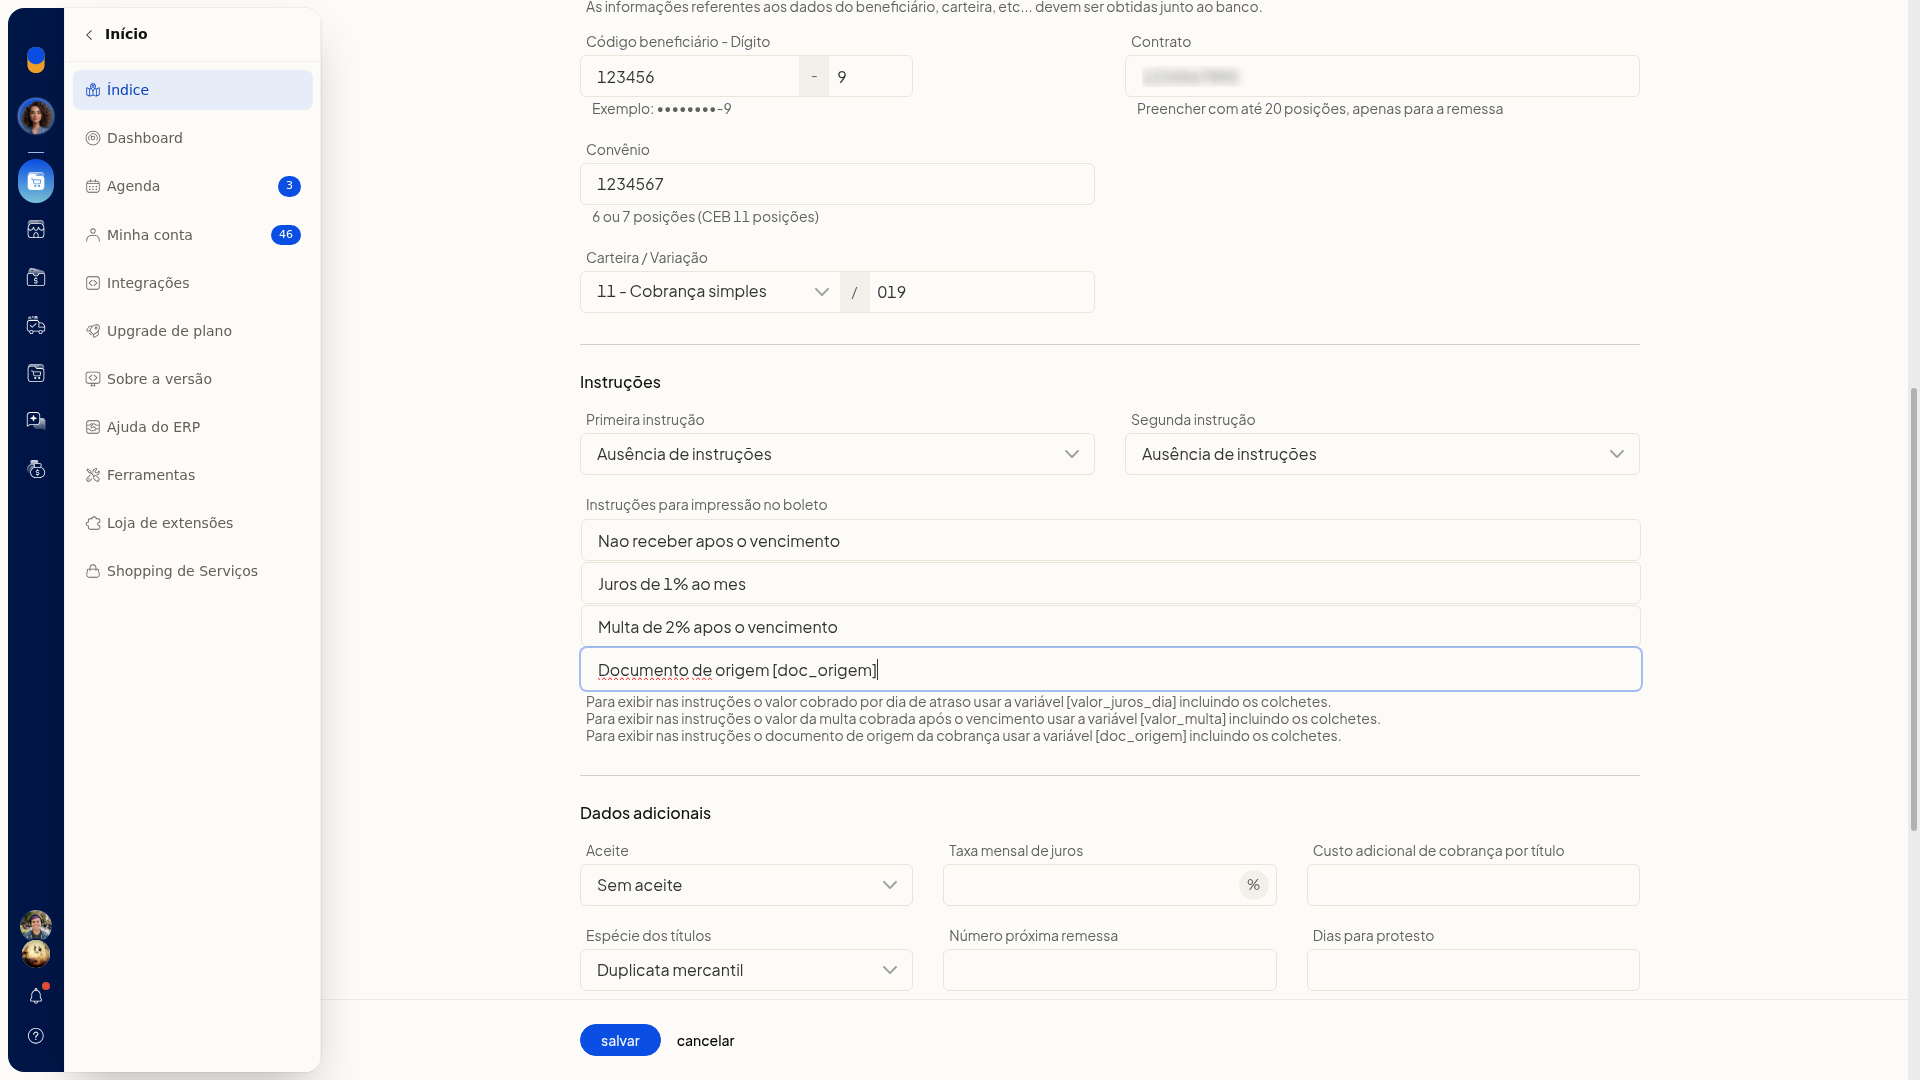 Início
Índice
Dashboard
Agenda
3
Minha conta
46
Integrações
Upgrade de plano
Sobre a versão
Ajuda do ERP
Ferramentas
Loja de extensões
Shopping de Serviços
As informações referentes aos dados do beneficiário, carteira, etc... devem ser obtidas junto ao banco.
Código beneficiário - Dígito
Contrato
123456 - 9
Exemplo: ••••••••-9
Preencher com até 20 posições, apenas para a remessa
Convênio
1234567
6 ou 7 posições (CEB 11 posições)
Carteira / Variação
11 - Cobrança simples / 019
Instruções
Primeira instrução
Segunda instrução
Ausência de instruções
Ausência de instruções
Instruções para impressão no boleto
Nao receber apos o vencimento
Juros de 1% ao mes
Multa de 2% apos o vencimento
Documento de origem [doc_origem]
Para exibir nas instruções o valor cobrado por dia de atraso usar a variável [valor_juros_dia] incluindo os colchetes.
Para exibir nas instruções o valor da multa cobrada após o vencimento usar a variável [valor_multa] incluindo os colchetes.
Para exibir nas instruções o documento de origem da cobrança usar a variável [doc_origem] incluindo os colchetes.
Dados adicionais
Aceite
Taxa mensal de juros
Custo adicional de cobrança por título
Sem aceite
%
Espécie dos títulos
Número próxima remessa
Dias para protesto
Duplicata mercantil
salvar
cancelar